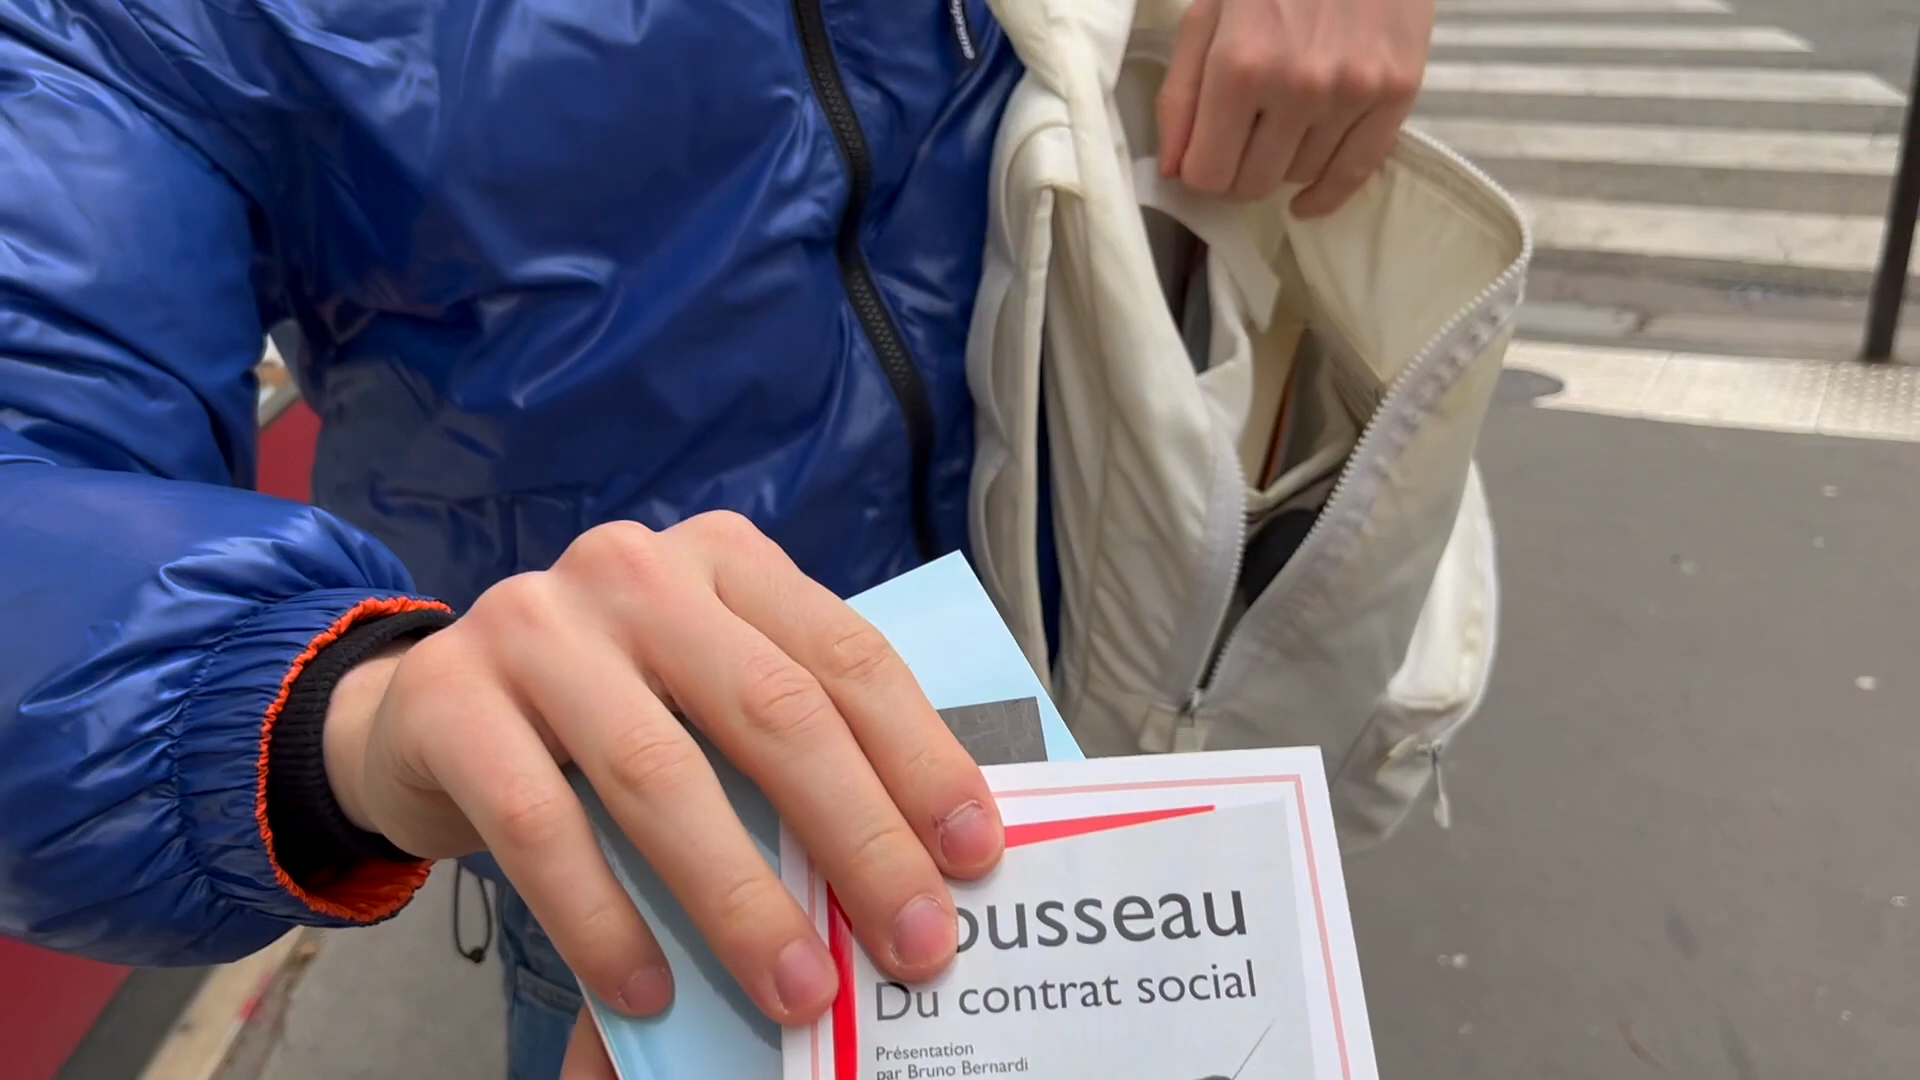 ousseau
Du contrat social
Présentation
par Bruno Bernardi